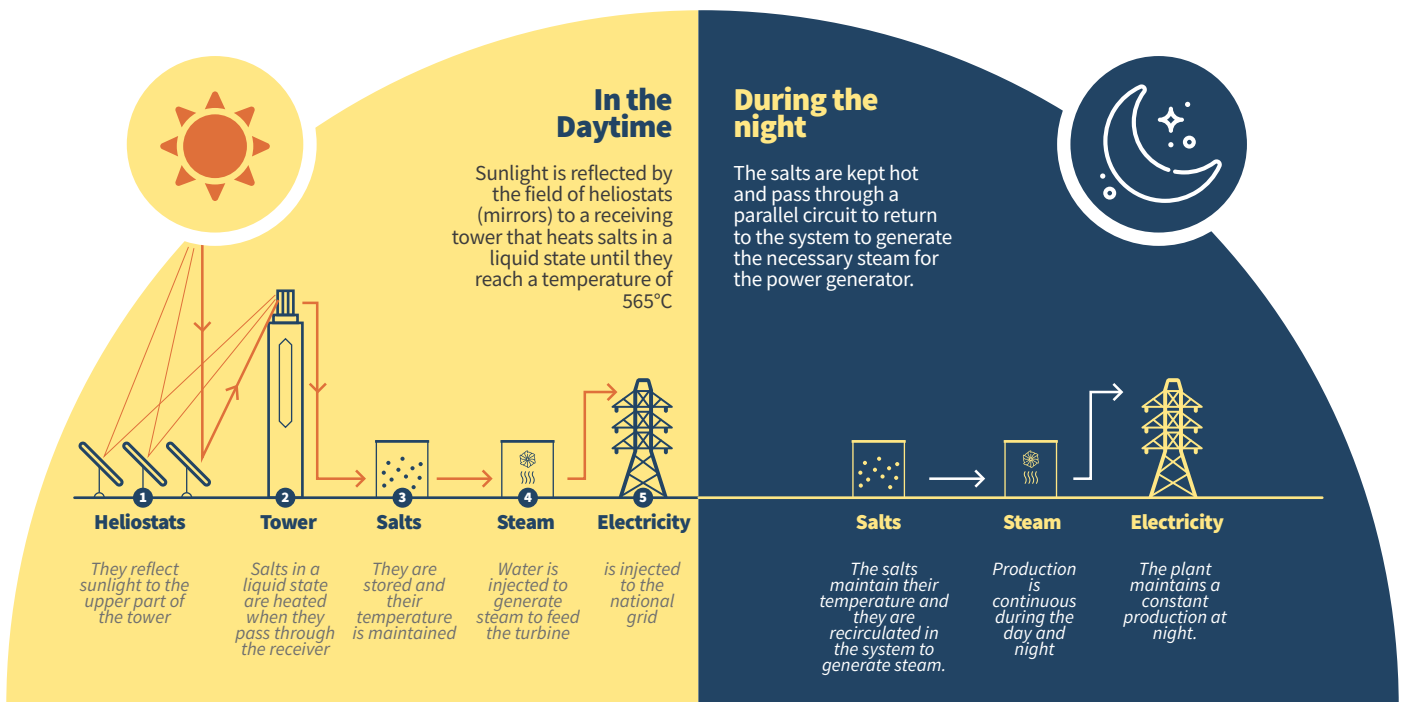 In the
Daytime
Sunlight is reflected by
the field of heliostats
(mirrors) to a receiving
tower that heats salts in a
liquid state until they
reach a temperature of
565°C
During the
night
The salts are kept hot
and pass through a
parallel circuit to return
to the system to generate
the necessary steam for
the power generator.
1
Heliostats
They reflect
sunlight to the
upper part of
the tower
2
Tower
Salts in a
liquid state
are heated
when they
pass through
the receiver
3
Salts
They are
stored and
their
temperature
is maintained
4
Steam
Water is
injected to
generate
steam to feed
the turbine
5
Electricity
is injected
to the
national
grid
Salts
The salts
maintain their
temperature and
they are
recirculated in
the system to
generate steam.
Steam
Production
is
continuous
during the
day and
night
Electricity
The plant
maintains a
constant
production at
night.